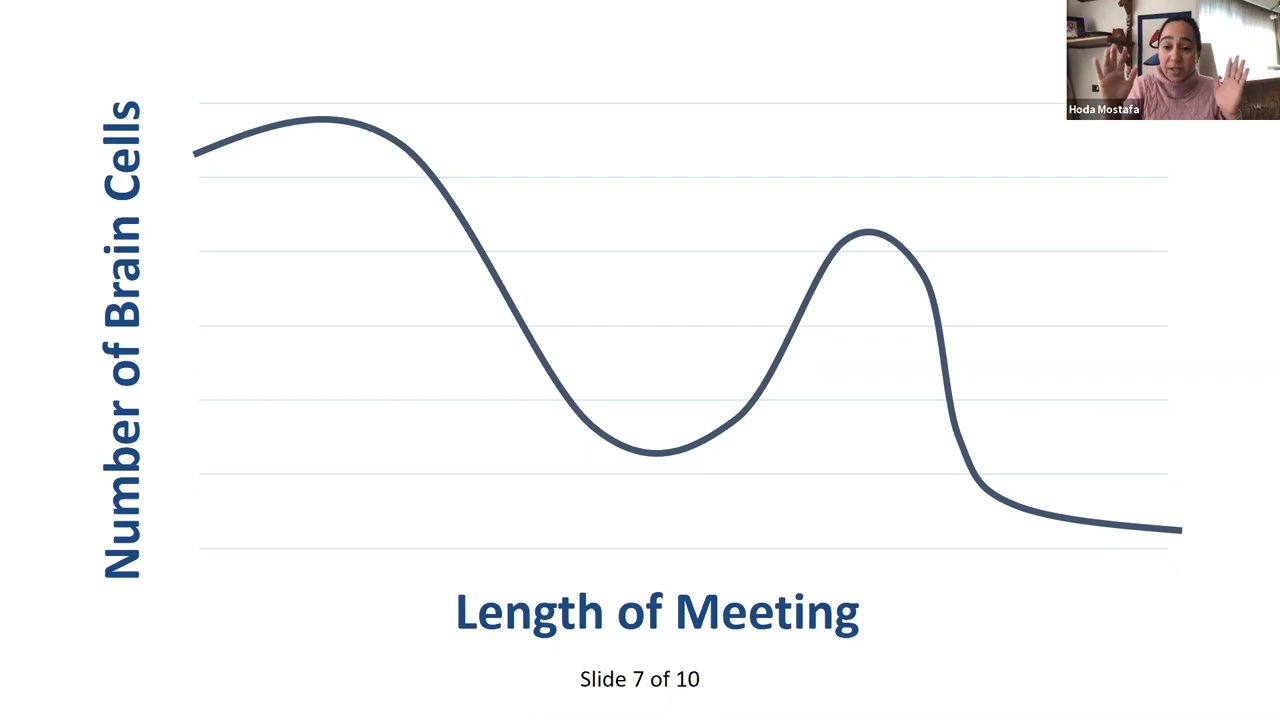 Hoda Mostafa
Number of Brain Cells
Length of Meeting
Slide 7 of 10